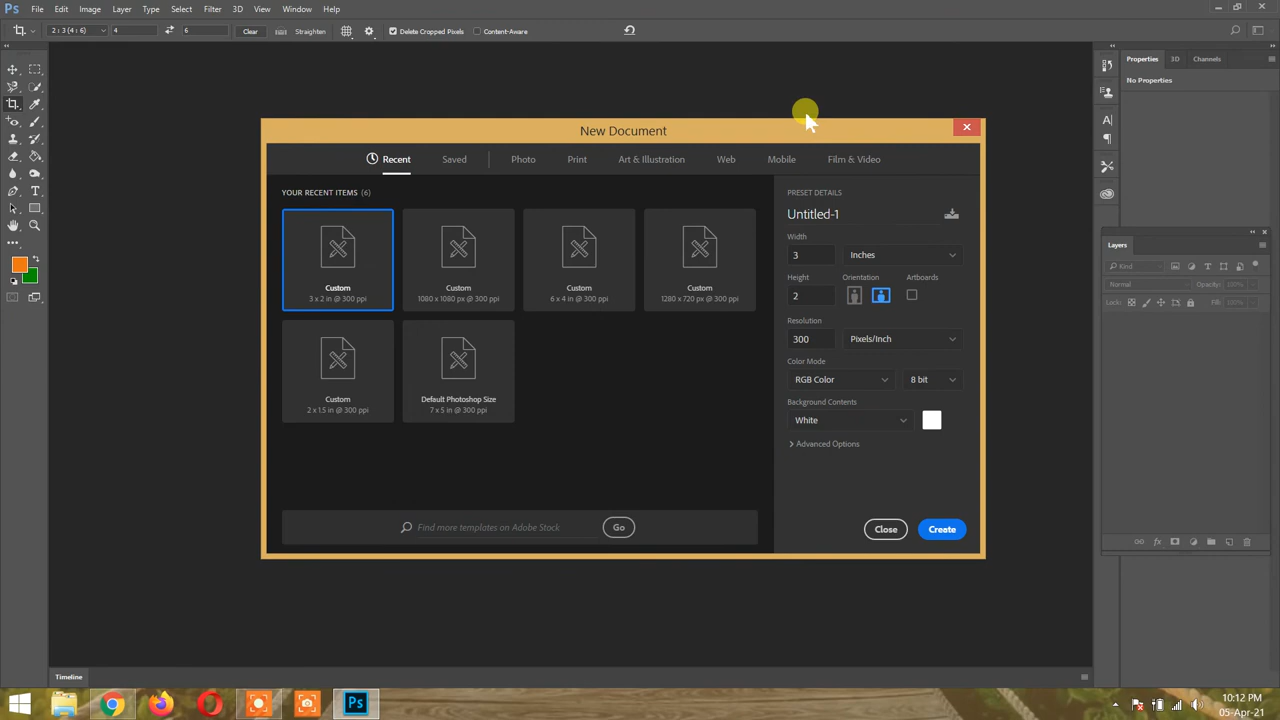 Ps File Edit Image Layer Type Select Filter 3D View Window Help
2 : 3 (4 : 6) 4 6 Clear Straighten Delete Cropped Pixels Content-Aware
Properties 3D Channels
No Properties
New Document
Recent Saved Photo Print Art & Illustration Web Mobile Film & Video
YOUR RECENT ITEMS (6)
Custom
3 x 2 in @ 300 ppi
Custom
1080 x 1080 px @ 300 ppi
Custom
6 x 4 in @ 300 ppi
Custom
1280 x 720 px @ 300 ppi
Custom
2 x 1.5 in @ 300 ppi
Default Photoshop Size
7 x 5 in @ 300 ppi
Find more templates on Adobe Stock Go
PRESET DETAILS
Untitled-1
Width
3 Inches
Height Orientation Artboards
2
Resolution
300 Pixels/Inch
Color Mode
RGB Color 8 bit
Background Contents
White
Advanced Options
Close Create
Layers
Kind
Normal Opacity: 100%
Lock: Fill: 100%
Timeline
Ps
10:12 PM
05-Apr-21